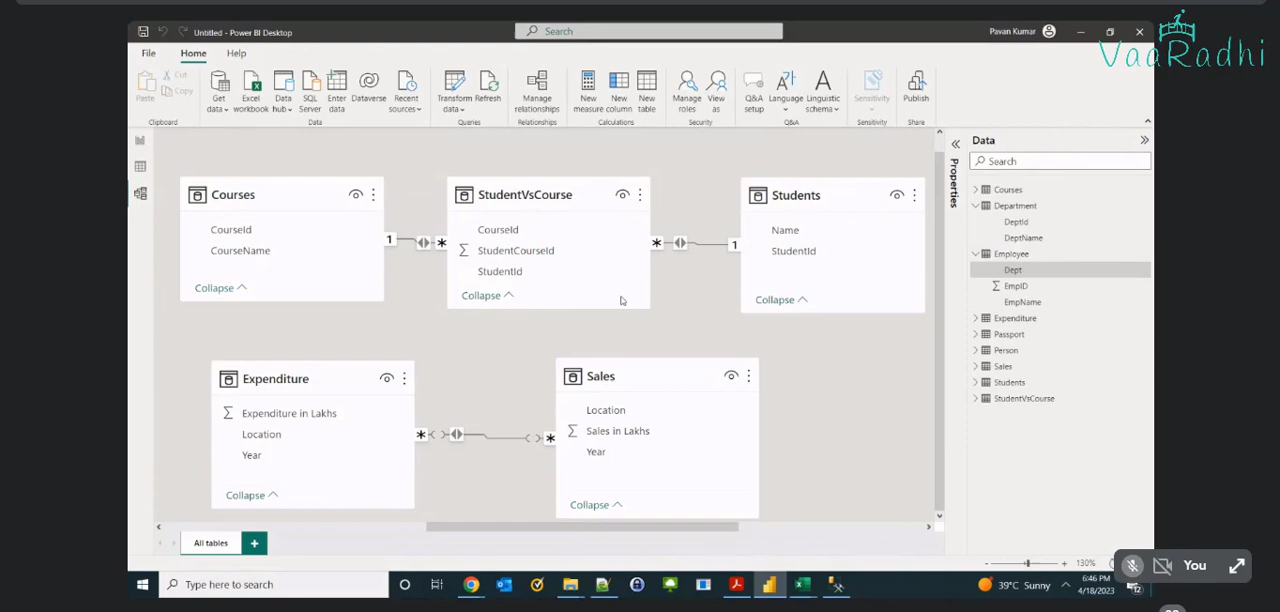 VaaRadhi
Untitled - Power BI Desktop
Search
Pavan Kumar
File
Home
Help
Paste
Cut
Copy
Get data
Excel workbook
Data hub
SQL Server
Enter data
Dataverse
Recent sources
Transform data
Refresh
Manage relationships
New measure
New column
New table
Manage roles
View as
Q&A setup
Language
Linguistic schema
Sensitivity
Publish
Clipboard
Data
Queries
Relationships
Calculations
Security
Q&A
Sensitivity
Share
Courses
CourseId
CourseName
Collapse
1
*
StudentVsCourse
CourseId
StudentCourseId
StudentId
Collapse
*
1
Students
Name
StudentId
Collapse
Expenditure
Expenditure in Lakhs
Location
Year
Collapse
*
*
Sales
Location
Sales in Lakhs
Year
Collapse
Properties
Data
Search
Courses
Department
DeptId
DeptName
Employee
Dept
EmpID
EmpName
Expenditure
Passport
Person
Sales
Students
StudentVsCourse
All tables
+
- + 130%
You
Type here to search
39°C Sunny
6:46 PM
4/18/2023
12